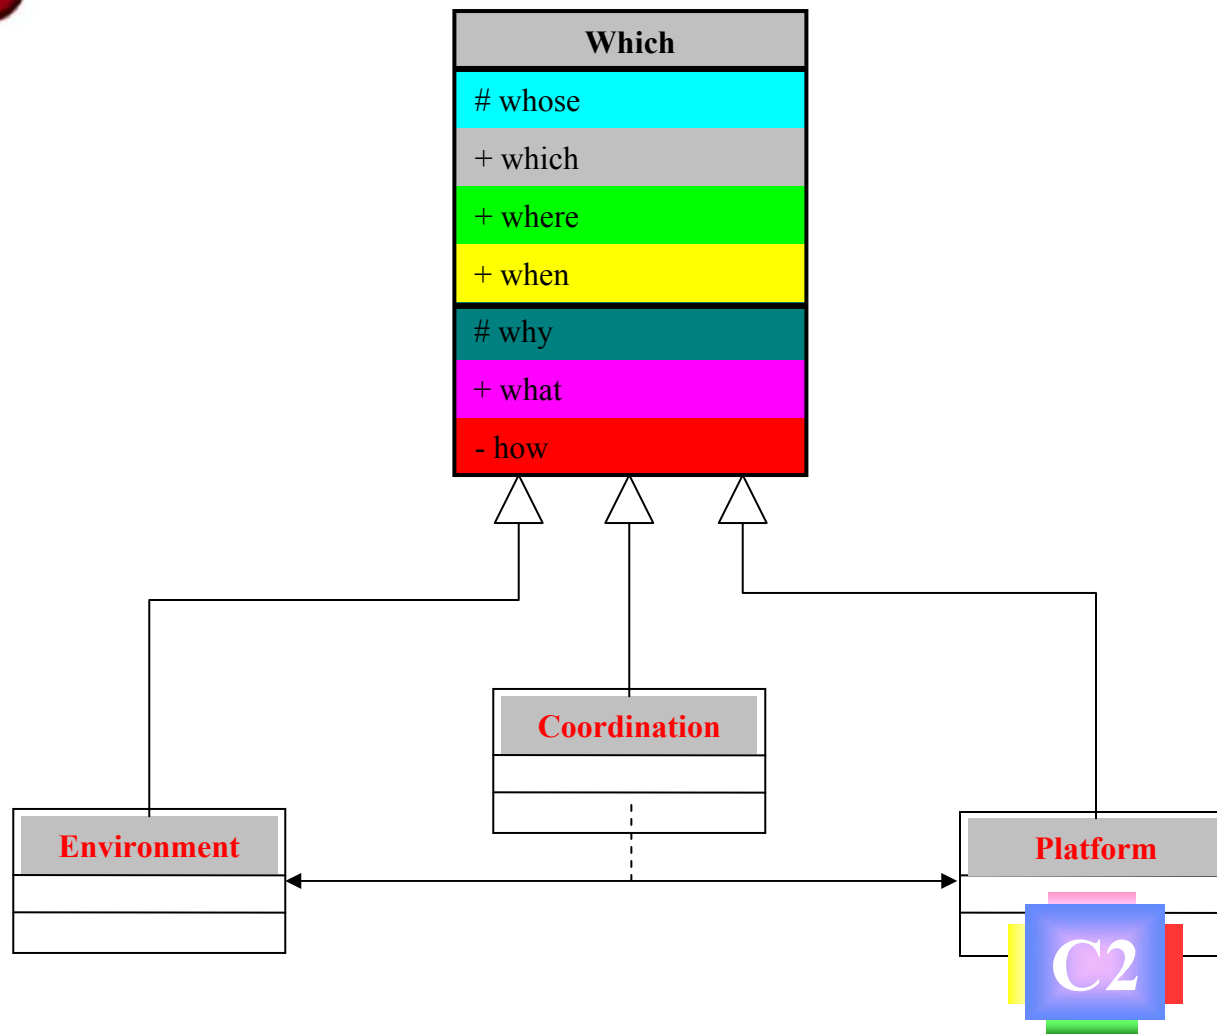 Which
# whose
+ which
+ where
+ when
# why
+ what
- how
Coordination
Environment
Platform
C2